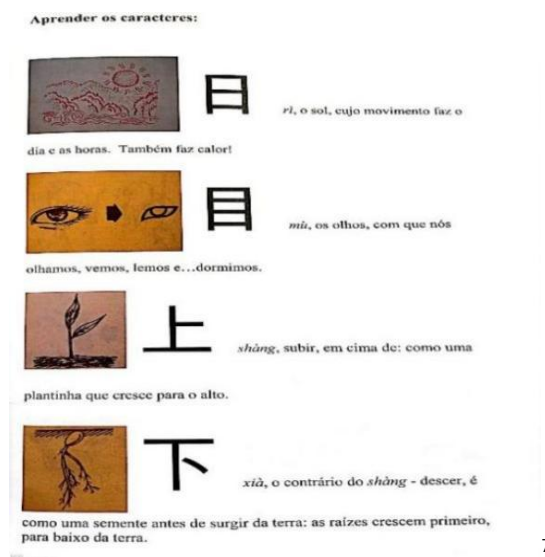 Aprender os caracteres:
日 rì, o sol, cujo movimento faz o
dia e as horas. Também faz calor!
目 mù, os olhos, com que nós
olhamos, vemos, lemos e...dormimos.
上 shàng, subir, em cima de: como uma
plantinha que cresce para o alto.
下 xià, o contrário do shàng - descer, é
como uma semente antes de surgir da terra: as raízes crescem primeiro,
para baixo da terra.